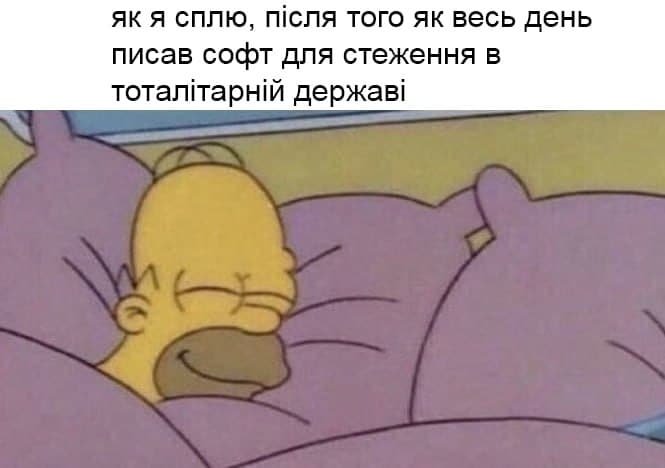 як я сплю, після того як весь день
писав софт для стеження в
тоталітарній державі